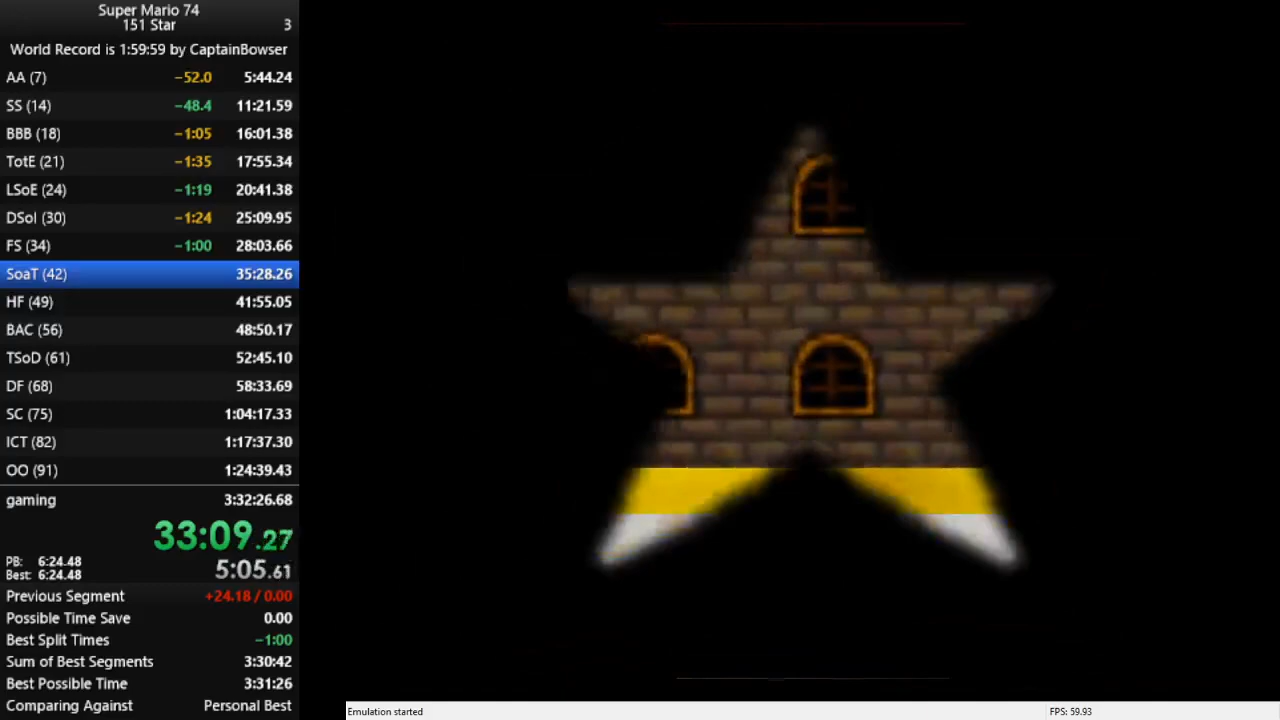 Super Mario 74
151 Star 3
World Record is 1:59:59 by CaptainBowser
AA (7) −52.0 5:44.24
SS (14) −48.4 11:21.59
BBB (18) −1:05 16:01.38
TotE (21) −1:35 17:55.34
LSoE (24) −1:19 20:41.38
DSoI (30) −1:24 25:09.95
FS (34) −1:00 28:03.66
SoaT (42) 35:28.26
HF (49) 41:55.05
BAC (56) 48:50.17
TSoD (61) 52:45.10
DF (68) 58:33.69
SC (75) 1:04:17.33
ICT (82) 1:17:37.30
OO (91) 1:24:39.43
gaming 3:32:26.68
33:09.27
PB: 6:24.48
Best: 6:24.48
5:05.61
Previous Segment +24.18 / 0.00
Possible Time Save 0.00
Best Split Times −1:00
Sum of Best Segments 3:30:42
Best Possible Time 3:31:26
Comparing Against Personal Best
Emulation started FPS: 59.93